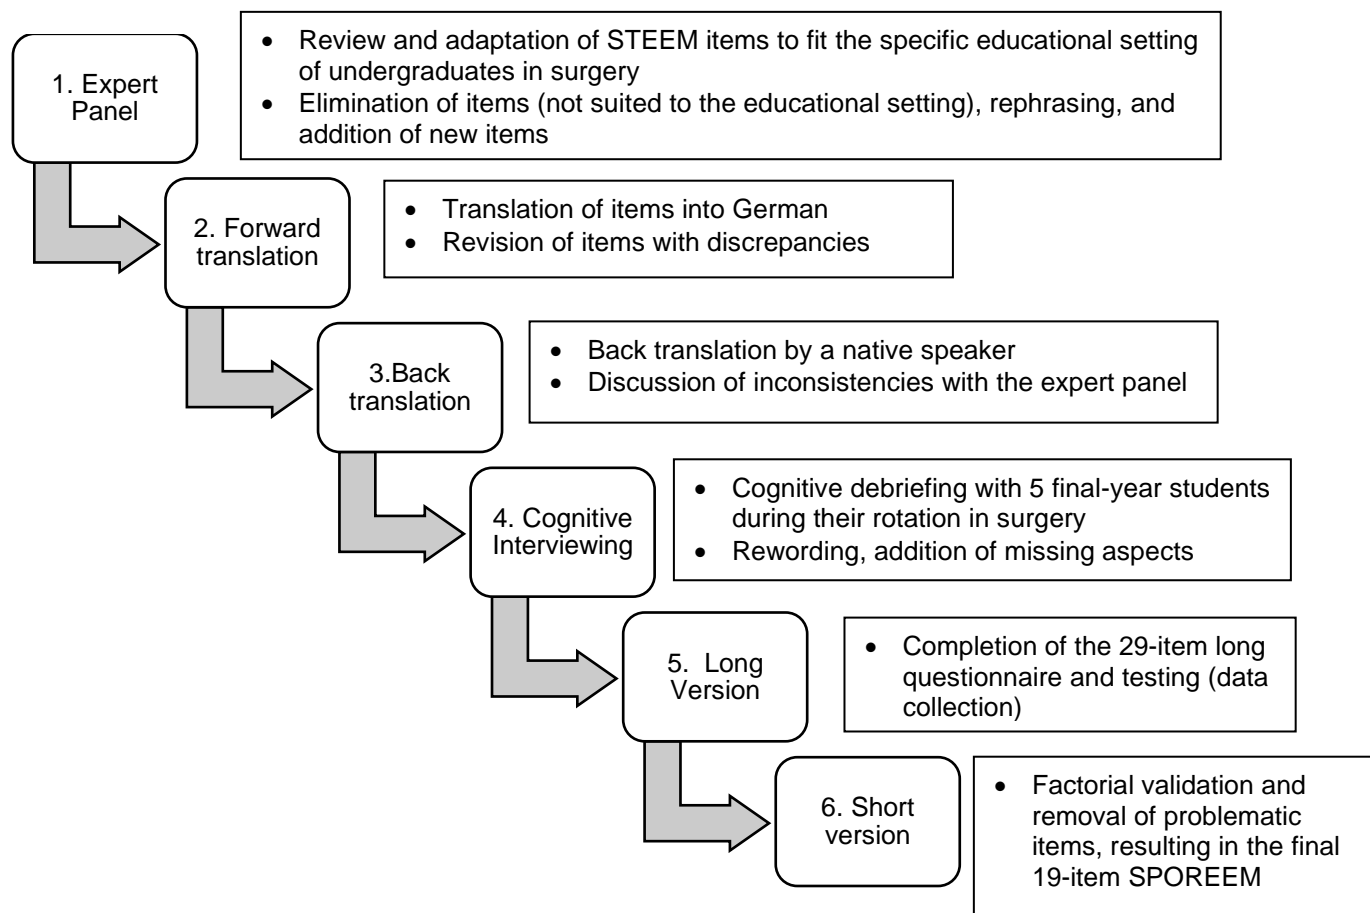 1. Expert
Panel
• Review and adaptation of STEEM items to fit the specific educational setting
of undergraduates in surgery
• Elimination of items (not suited to the educational setting), rephrasing, and
addition of new items
2. Forward
translation
• Translation of items into German
• Revision of items with discrepancies
3.Back
translation
• Back translation by a native speaker
• Discussion of inconsistencies with the expert panel
4. Cognitive
Interviewing
• Cognitive debriefing with 5 final-year students
during their rotation in surgery
• Rewording, addition of missing aspects
5. Long
Version
• Completion of the 29-item long
questionnaire and testing (data
collection)
6. Short
version
• Factorial validation and
removal of problematic
items, resulting in the final
19-item SPOREEM